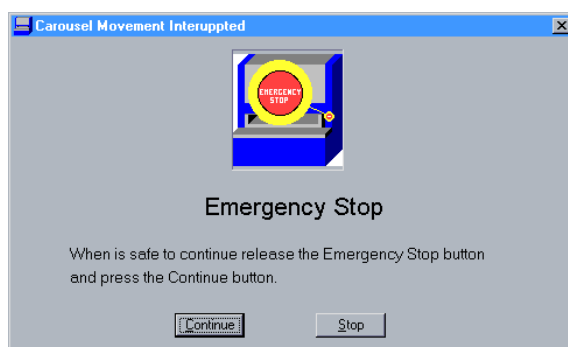 Carousel Movement Interuppted
EMERGENCY
STOP
Emergency Stop
When is safe to continue release the Emergency Stop button
and press the Continue button.
Continue
Stop